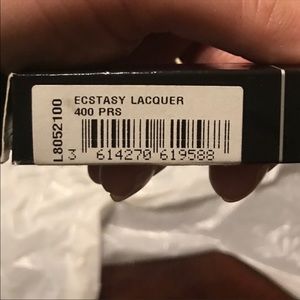 ECSTASY LACQUER
400 PRS
L8052100
3 614270 619588